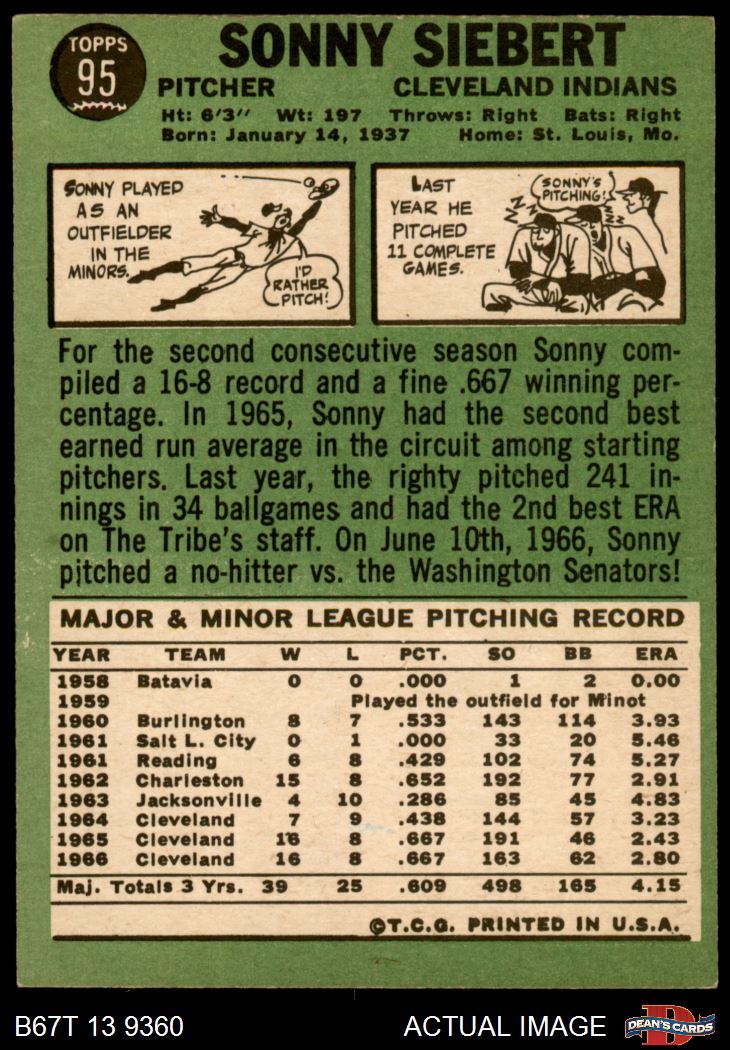 TOPPS
95
SONNY SIEBERT
PITCHER CLEVELAND INDIANS
Ht: 6'3" Wt: 197 Throws: Right Bats: Right
Born: January 14, 1937 Home: St. Louis, Mo.
SONNY PLAYED
AS AN
OUTFIELDER
IN THE
MINORS.
I'D
RATHER
PITCH!
LAST
YEAR HE
PITCHED
11 COMPLETE
GAMES.
ZZZZ
SONNY'S
PITCHING!
For the second consecutive season Sonny com-
piled a 16-8 record and a fine .667 winning per-
centage. In 1965, Sonny had the second best
earned run average in the circuit among starting
pitchers. Last year, the righty pitched 241 in-
nings in 34 ballgames and had the 2nd best ERA
on The Tribe's staff. On June 10th, 1966, Sonny
pitched a no-hitter vs. the Washington Senators!
MAJOR & MINOR LEAGUE PITCHING RECORD
YEAR TEAM W L PCT. SO BB ERA
1958 Batavia 0 0 .000 1 2 0.00
1959 Played the outfield for Minot
1960 Burlington 8 7 .533 143 114 3.93
1961 Salt L. City 0 1 .000 33 20 5.46
1961 Reading 6 8 .429 102 74 5.27
1962 Charleston 15 8 .652 192 77 2.91
1963 Jacksonville 4 10 .286 85 45 4.83
1964 Cleveland 7 9 .438 144 57 3.23
1965 Cleveland 16 8 .667 191 46 2.43
1966 Cleveland 16 8 .667 163 62 2.80
Maj. Totals 3 Yrs. 39 25 .609 498 165 4.15
©T.C.G. PRINTED IN U.S.A.
B67T 13 9360 ACTUAL IMAGE
D
DEAN'S CARDS